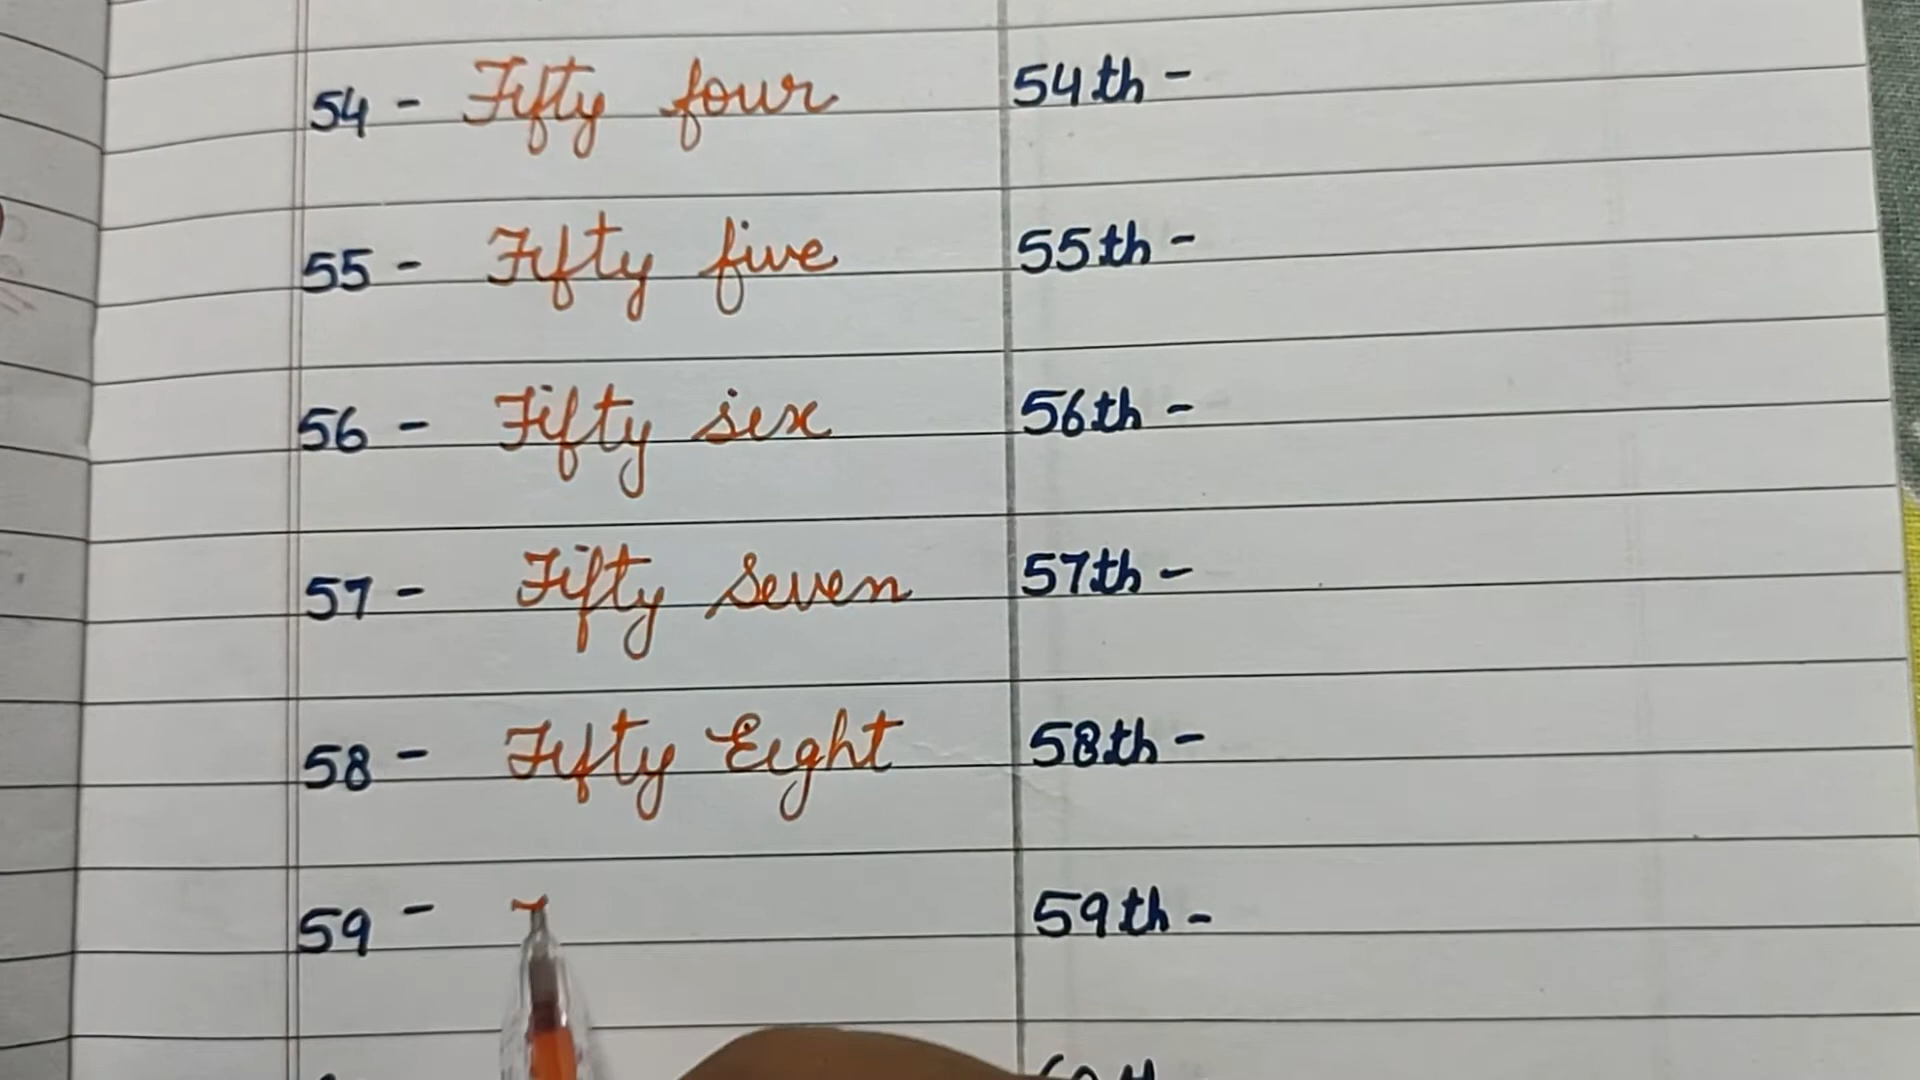 54 - Fifty four 54th -
55 - Fifty five 55th -
56 - Fifty six 56th -
57 - Fifty Seven 57th -
58 - Fifty Eight 58th -
59 - 59th -